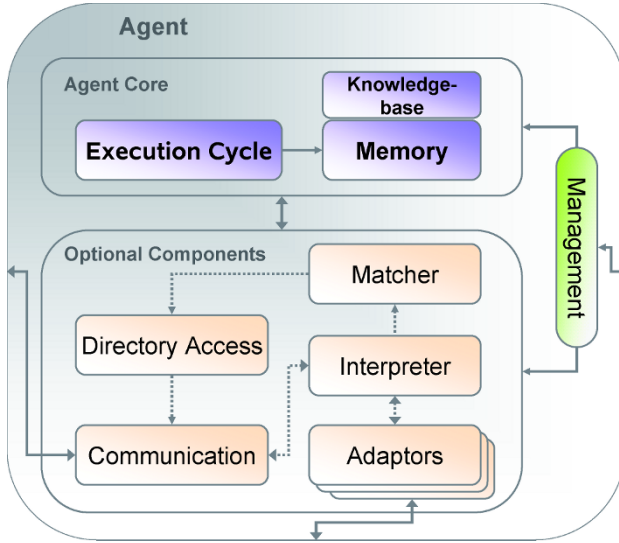 Agent
Agent Core
Knowledge-
base
Execution Cycle
Memory
Management
Optional Components
Matcher
Directory Access
Interpreter
Communication
Adaptors